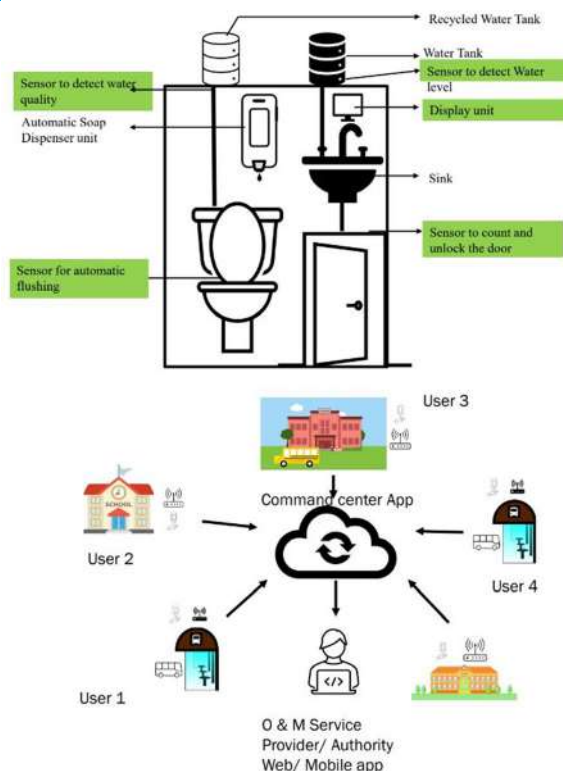 Recycled Water Tank
Water Tank
Sensor to detect water
quality
Sensor to detect Water
level
Automatic Soap
Dispenser unit
Display unit
Sink
Sensor to count and
unlock the door
Sensor for automatic
flushing
User 3
Command center App
SCHOOL
User 2
User 4
User 1
</>
O & M Service
Provider/ Authority
Web/ Mobile app